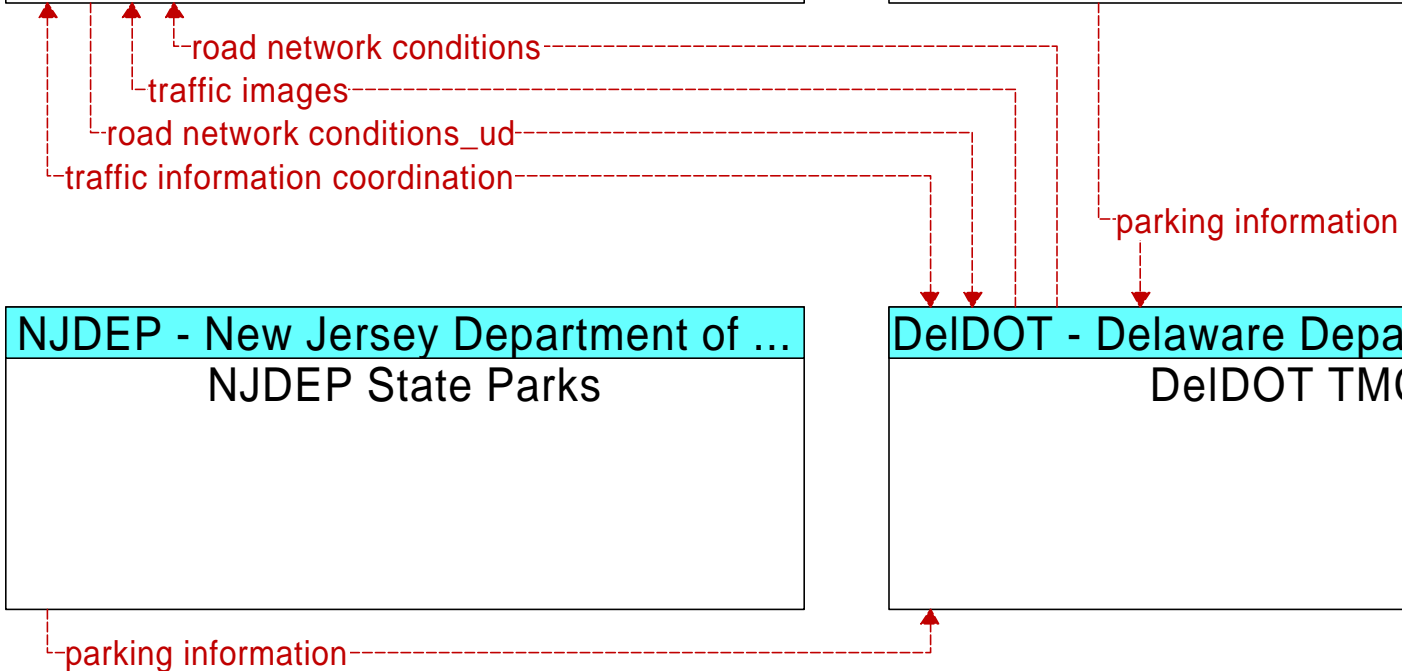 road network conditions
traffic images
road network conditions_ud
traffic information coordination
parking information
NJDEP - New Jersey Department of ...
NJDEP State Parks
DelDOT - Delaware Depa
DelDOT TMC
parking information